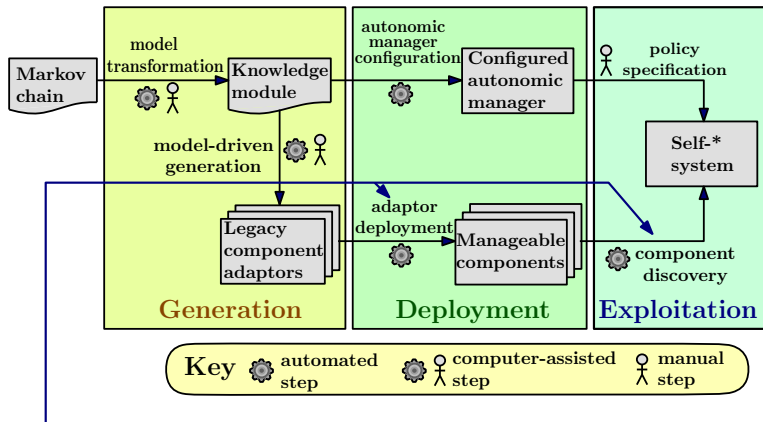 Markov
chain
model
transformation
Knowledge
module
autonomic
manager
configuration
Configured
autonomic
manager
policy
specification
Self-*
system
model-driven
generation
Legacy
component
adaptors
adaptor
deployment
Manageable
components
component
discovery
Generation
Deployment
Exploitation
Key
automated
step
computer-assisted
step
manual
step